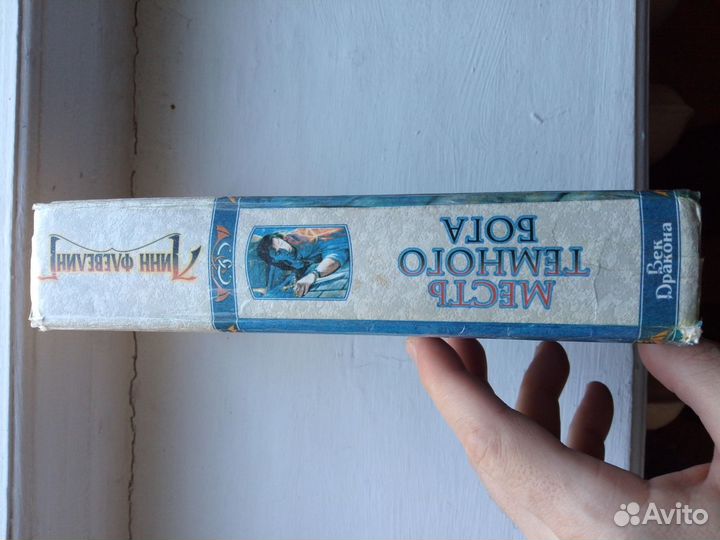 Линн Флевелинг
МЕСТЬ
ТЕМНОГО
БОГА
Век
Дракона
Avito